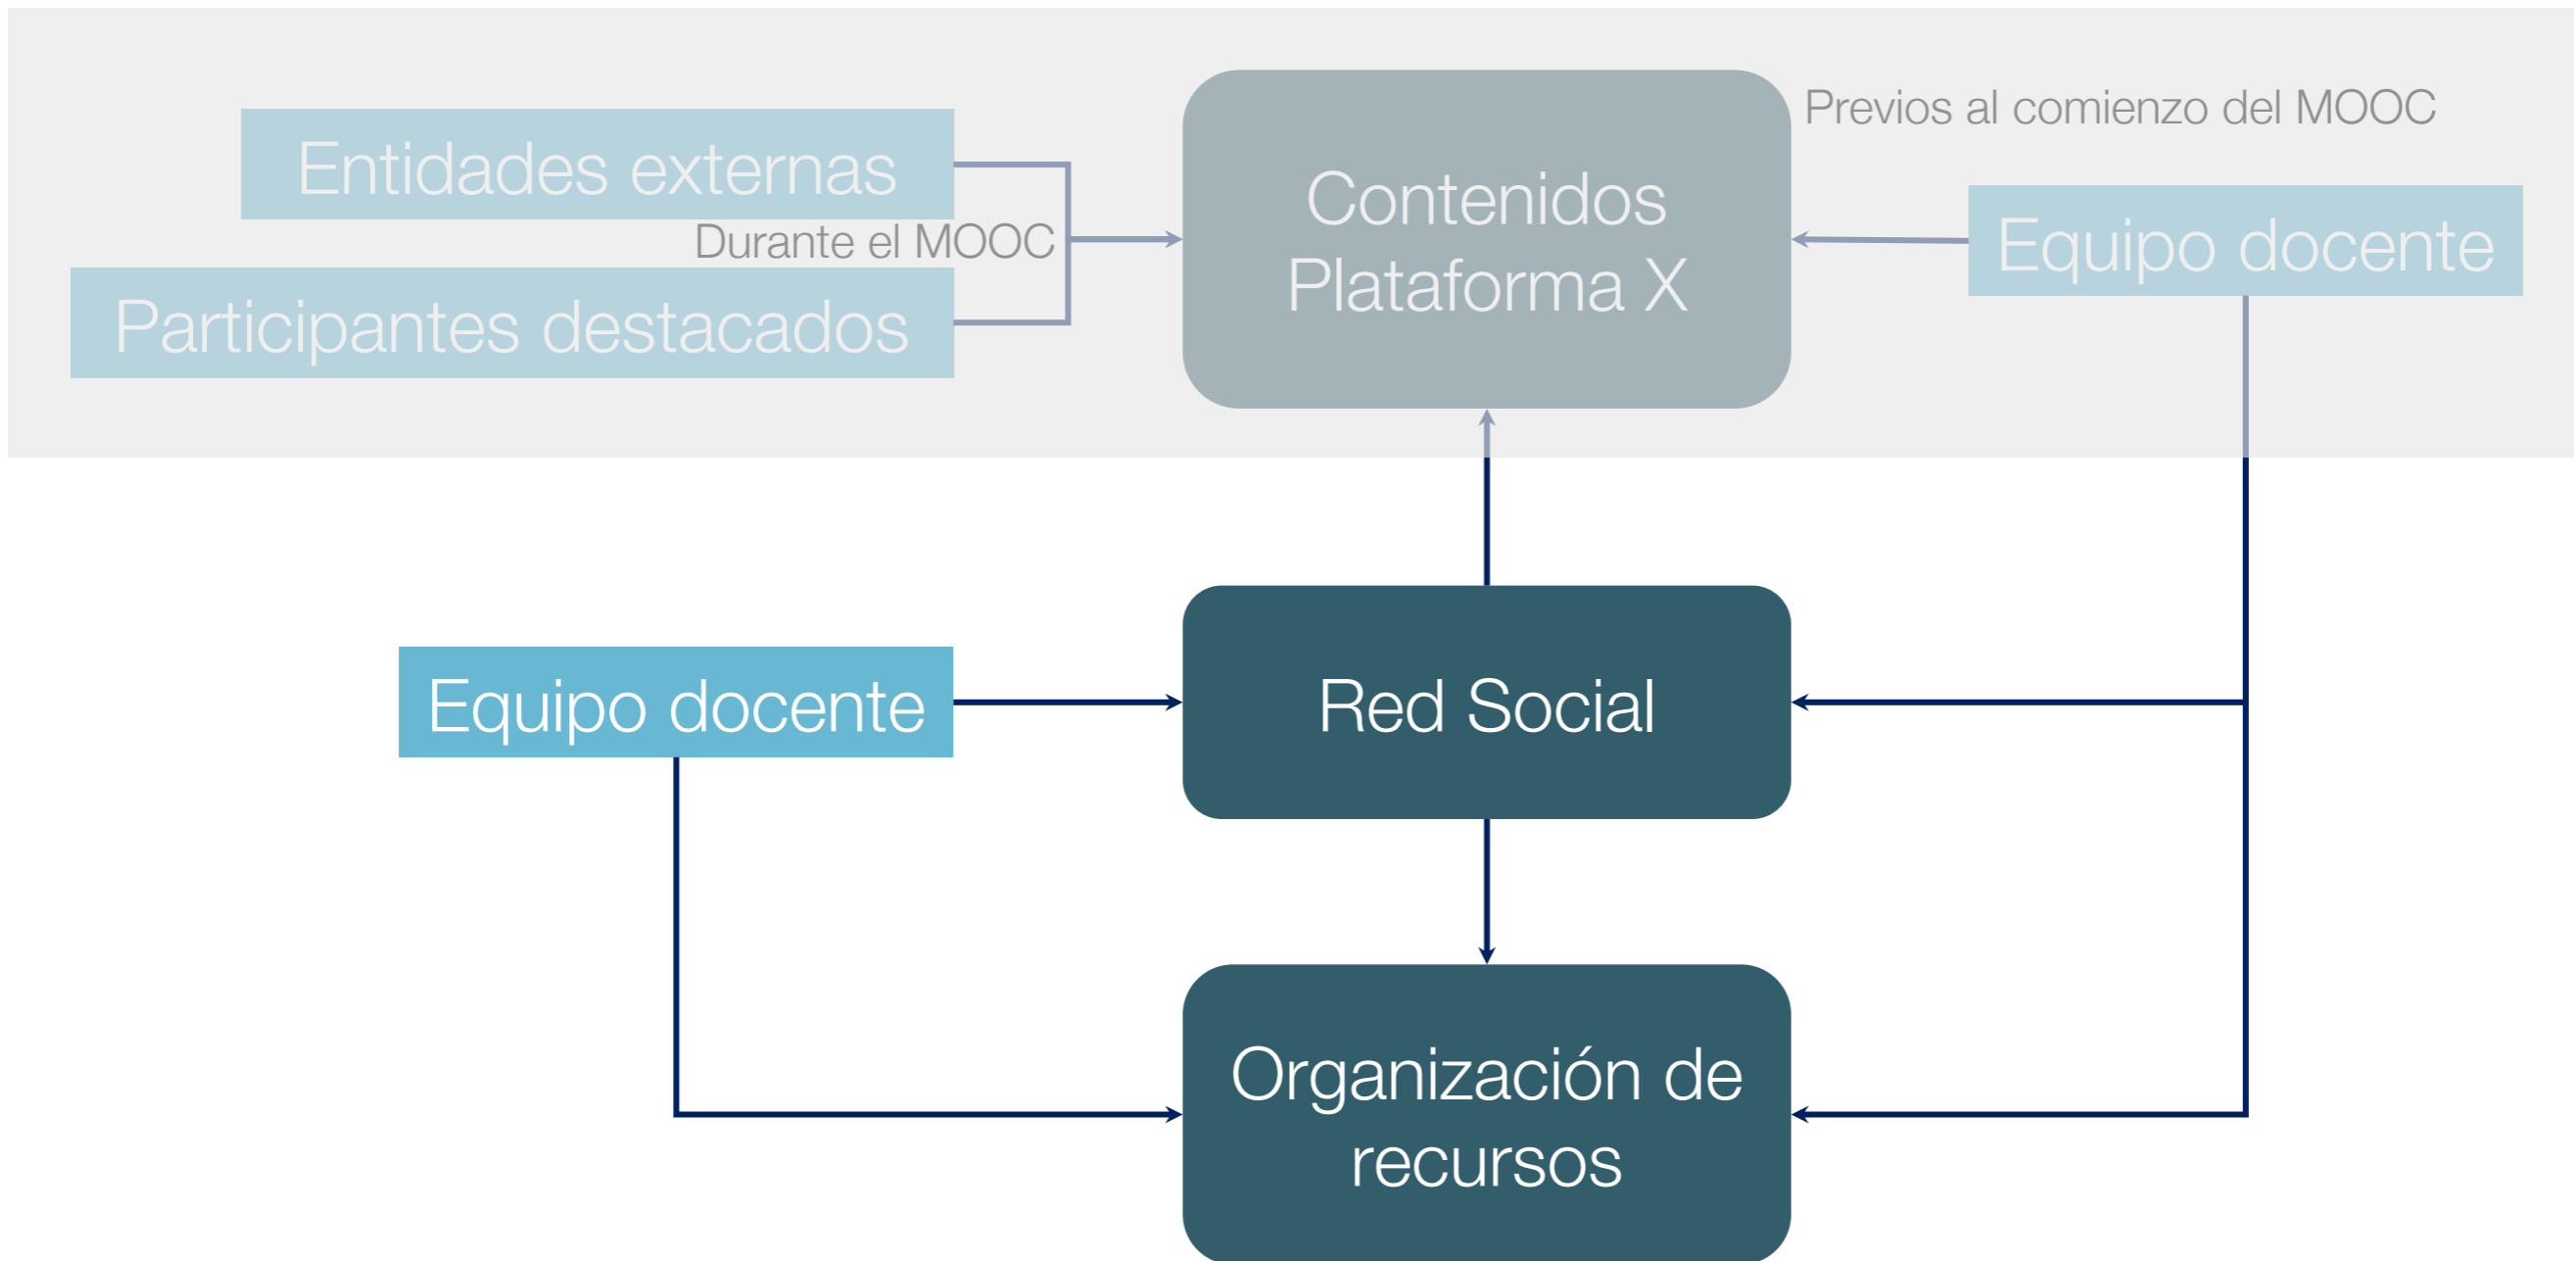 Previos al comienzo del MOOC
Entidades externas
Durante el MOOC
Participantes destacados
Contenidos
Plataforma X
Equipo docente
Equipo docente
Red Social
Organización de
recursos